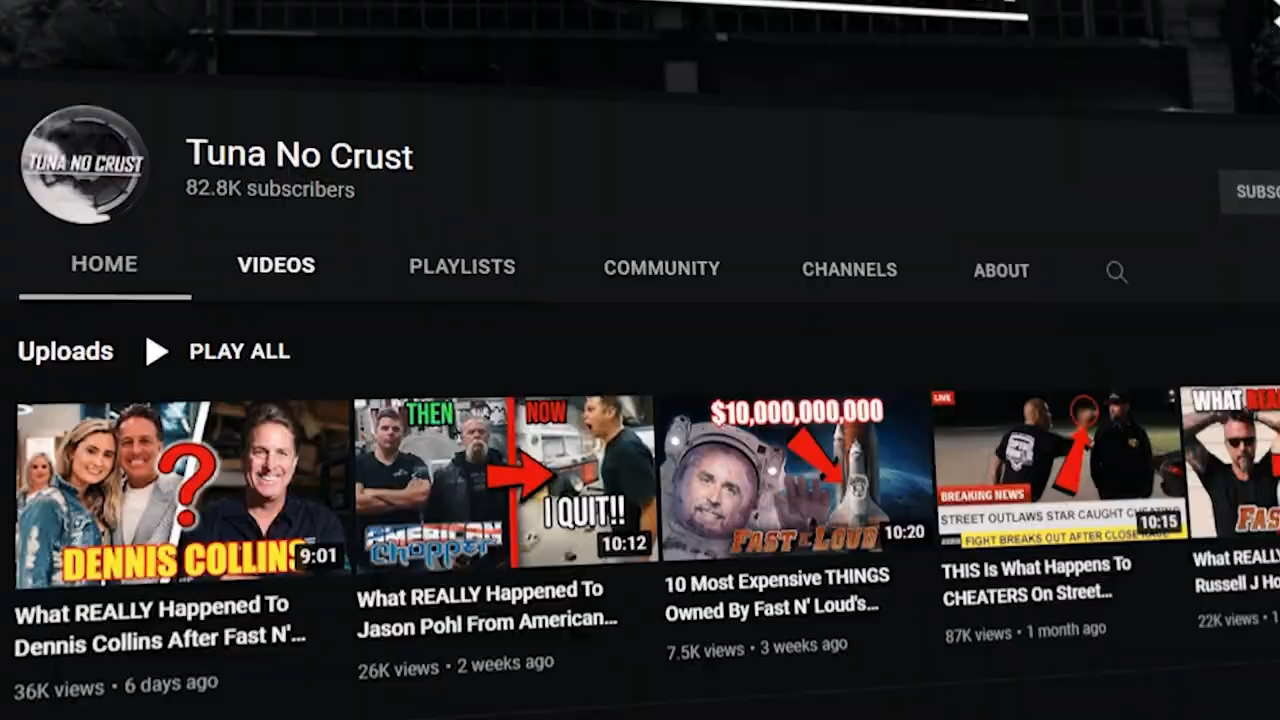 TUNA NO CRUST
Tuna No Crust
82.8K subscribers
HOME
VIDEOS
PLAYLISTS
COMMUNITY
CHANNELS
ABOUT
Uploads
PLAY ALL
DENNIS COLLINS
9:01
What REALLY Happened To
Dennis Collins After Fast N'...
36K views • 6 days ago
THEN
NOW
I QUIT!!
AMERICAN
Chopper
10:12
What REALLY Happened To
Jason Pohl From American...
26K views • 2 weeks ago
$10,000,000,000
FAST N' LOUD
10:20
10 Most Expensive THINGS
Owned By Fast N' Loud's...
7.5K views • 3 weeks ago
LIVE
BREAKING NEWS
STREET OUTLAWS STAR CAUGHT CHEATING
FIGHT BREAKS OUT AFTER CLOSE RACE
10:15
THIS Is What Happens To
CHEATERS On Street...
87K views • 1 month ago
WHAT
FAS
What REALL
Russell J Ho
22K views •